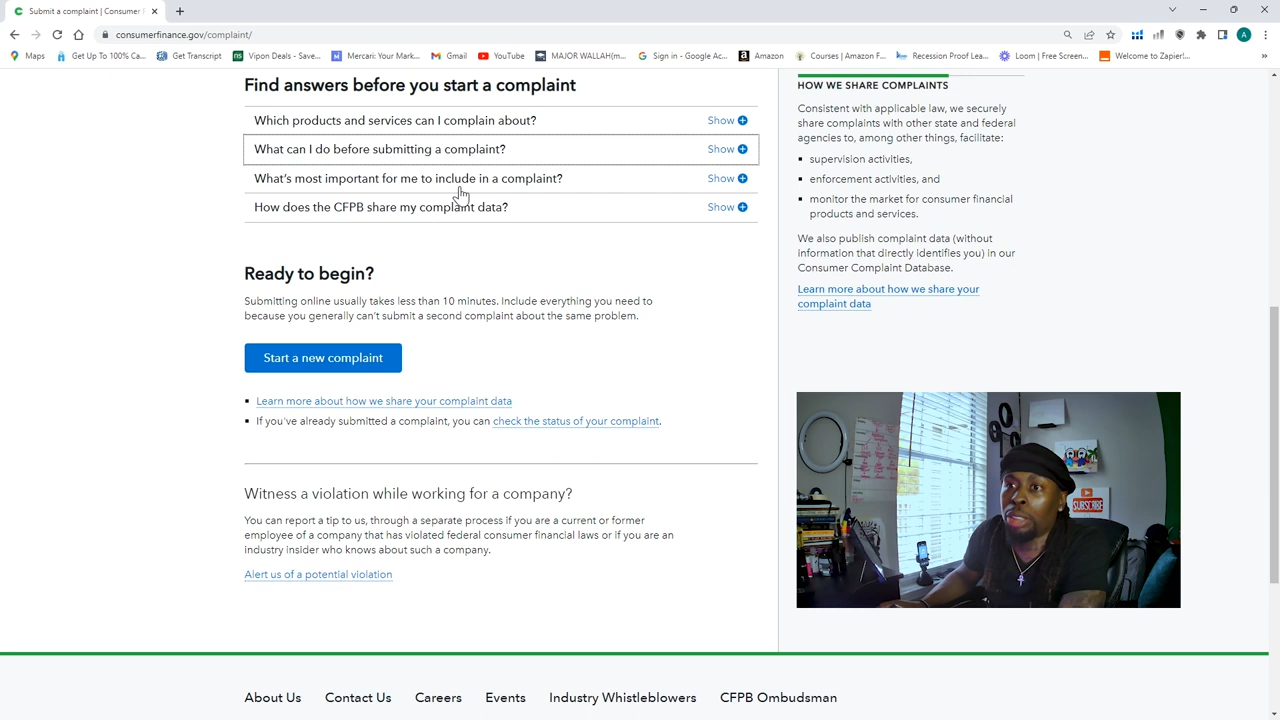 Submit a complaint | Consumer F
consumerfinance.gov/complaint/
A
Maps
Get Up To 100% Ca...
Get Transcript
Vipon Deals - Save...
Mercari: Your Mark...
Gmail
YouTube
MAJOR WALLAH(m...
Sign in - Google Ac...
Amazon
Courses | Amazon F...
Recession Proof Lea...
Loom | Free Screen...
Welcome to Zapier!...
»
Find answers before you start a complaint
Which products and services can I complain about?
Show
What can I do before submitting a complaint?
Show
What's most important for me to include in a complaint?
Show
How does the CFPB share my complaint data?
Show
Ready to begin?
Submitting online usually takes less than 10 minutes. Include everything you need to
because you generally can't submit a second complaint about the same problem.
Start a new complaint
Learn more about how we share your complaint data
If you've already submitted a complaint, you can check the status of your complaint.
Witness a violation while working for a company?
You can report a tip to us, through a separate process if you are a current or former
employee of a company that has violated federal consumer financial laws or if you are an
industry insider who knows about such a company.
Alert us of a potential violation
HOW WE SHARE COMPLAINTS
Consistent with applicable law, we securely
share complaints with other state and federal
agencies to, among other things, facilitate:
supervision activities,
enforcement activities, and
monitor the market for consumer financial
products and services.
We also publish complaint data (without
information that directly identifies you) in our
Consumer Complaint Database.
Learn more about how we share your
complaint data
SUBSCRIBE
About Us
Contact Us
Careers
Events
Industry Whistleblowers
CFPB Ombudsman